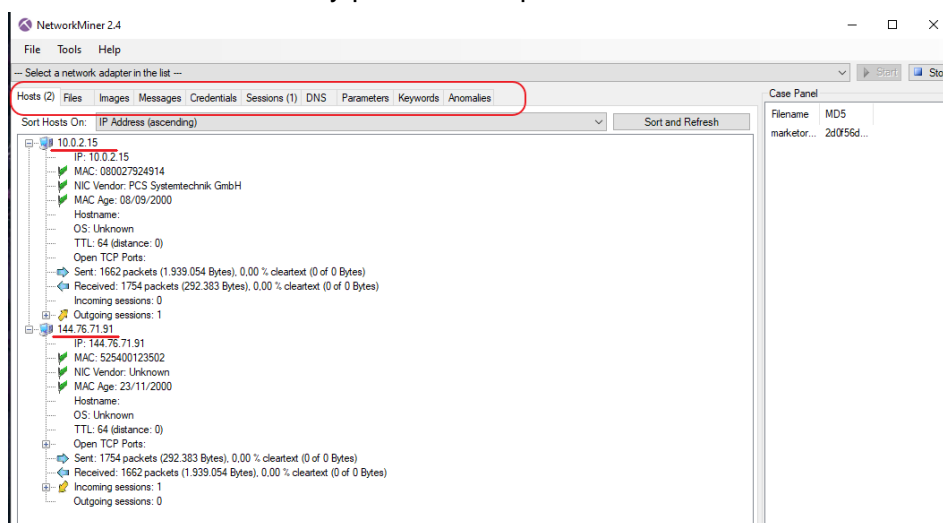 NetworkMiner 2.4
File Tools Help
--- Select a network adapter in the list ---
Start
Sto
Hosts (2) Files Images Messages Credentials Sessions (1) DNS Parameters Keywords Anomalies
Case Panel
Sort Hosts On: IP Address (ascending)
Sort and Refresh
Filename MD5
marketor... 2d0f56d...
10.0.2.15
IP: 10.0.2.15
MAC: 080027924914
NIC Vendor: PCS Systemtechnik GmbH
MAC Age: 08/09/2000
Hostname:
OS: Unknown
TTL: 64 (distance: 0)
Open TCP Ports:
Sent: 1662 packets (1.939.054 Bytes), 0,00 % cleartext (0 of 0 Bytes)
Received: 1754 packets (292.383 Bytes), 0,00 % cleartext (0 of 0 Bytes)
Incoming sessions: 0
Outgoing sessions: 1
144.76.71.91
IP: 144.76.71.91
MAC: 525400123502
NIC Vendor: Unknown
MAC Age: 23/11/2000
Hostname:
OS: Unknown
TTL: 64 (distance: 0)
Open TCP Ports:
Sent: 1754 packets (292.383 Bytes), 0,00 % cleartext (0 of 0 Bytes)
Received: 1662 packets (1.939.054 Bytes), 0,00 % cleartext (0 of 0 Bytes)
Incoming sessions: 1
Outgoing sessions: 0